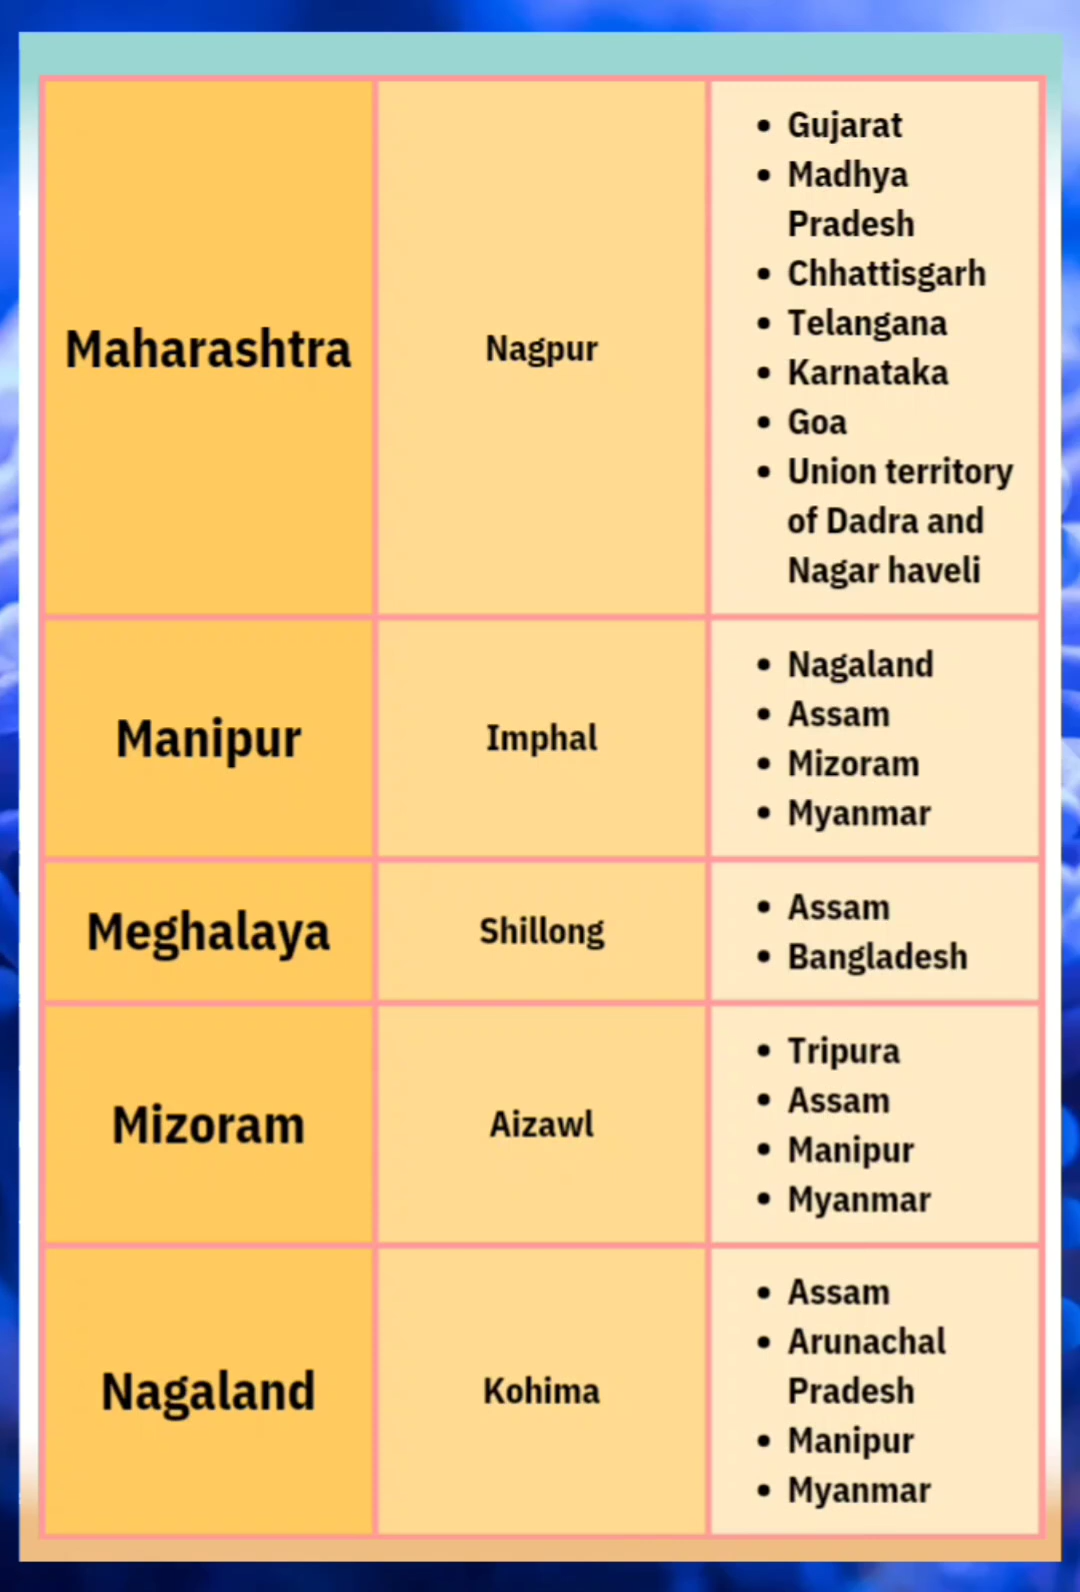 Maharashtra
Nagpur
• Gujarat
• Madhya
Pradesh
• Chhattisgarh
• Telangana
• Karnataka
• Goa
• Union territory
of Dadra and
Nagar haveli
Manipur
Imphal
• Nagaland
• Assam
• Mizoram
• Myanmar
Meghalaya
Shillong
• Assam
• Bangladesh
Mizoram
Aizawl
• Tripura
• Assam
• Manipur
• Myanmar
Nagaland
Kohima
• Assam
• Arunachal
Pradesh
• Manipur
• Myanmar